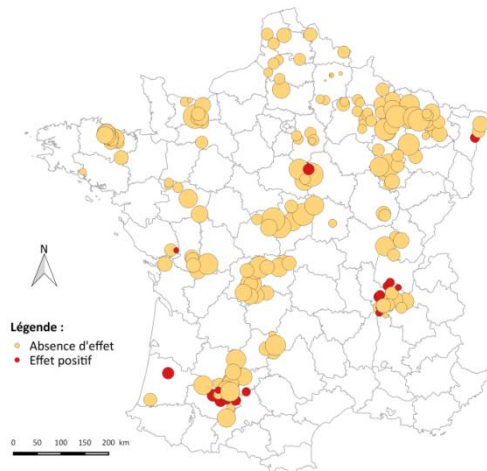 N
Légende :
Absence d'effet
Effet positif
0 50 100 150 200 km